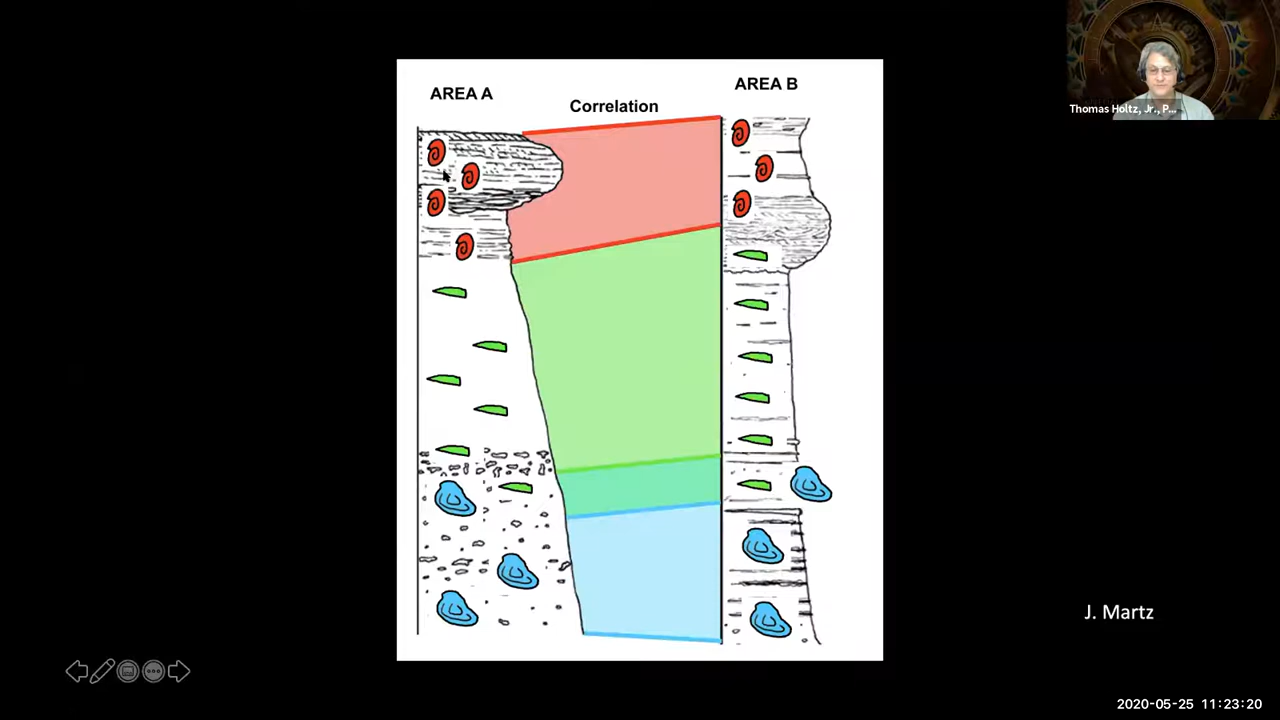 AREA A
Correlation
AREA B
Thomas Holtz, Jr., P...
J. Martz
2020-05-25 11:23:20